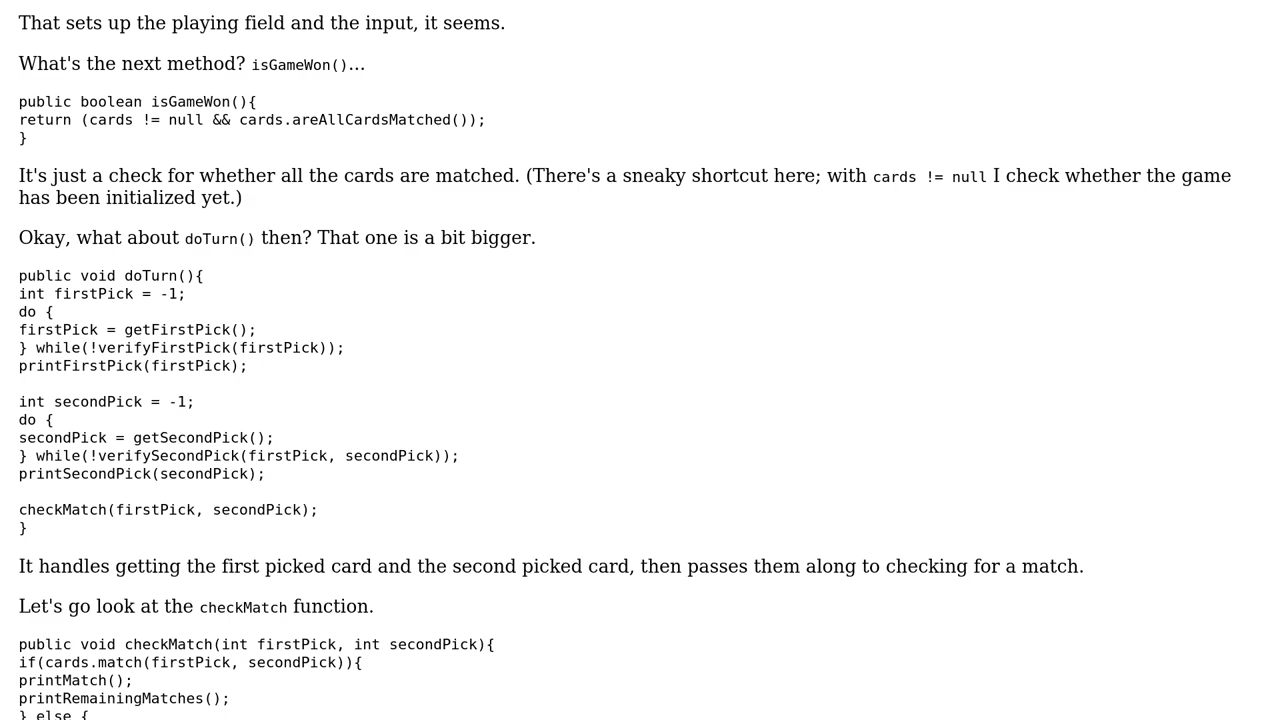 That sets up the playing field and the input, it seems.
What's the next method? isGameWon()...
public boolean isGameWon(){
return (cards != null && cards.areAllCardsMatched());
}
It's just a check for whether all the cards are matched. (There's a sneaky shortcut here; with cards != null I check whether the game
has been initialized yet.)
Okay, what about doTurn() then? That one is a bit bigger.
public void doTurn(){
int firstPick = -1;
do {
firstPick = getFirstPick();
} while(!verifyFirstPick(firstPick));
printFirstPick(firstPick);
int secondPick = -1;
do {
secondPick = getSecondPick();
} while(!verifySecondPick(firstPick, secondPick));
printSecondPick(secondPick);
checkMatch(firstPick, secondPick);
}
It handles getting the first picked card and the second picked card, then passes them along to checking for a match.
Let's go look at the checkMatch function.
public void checkMatch(int firstPick, int secondPick){
if(cards.match(firstPick, secondPick)){
printMatch();
printRemainingMatches();
} else {